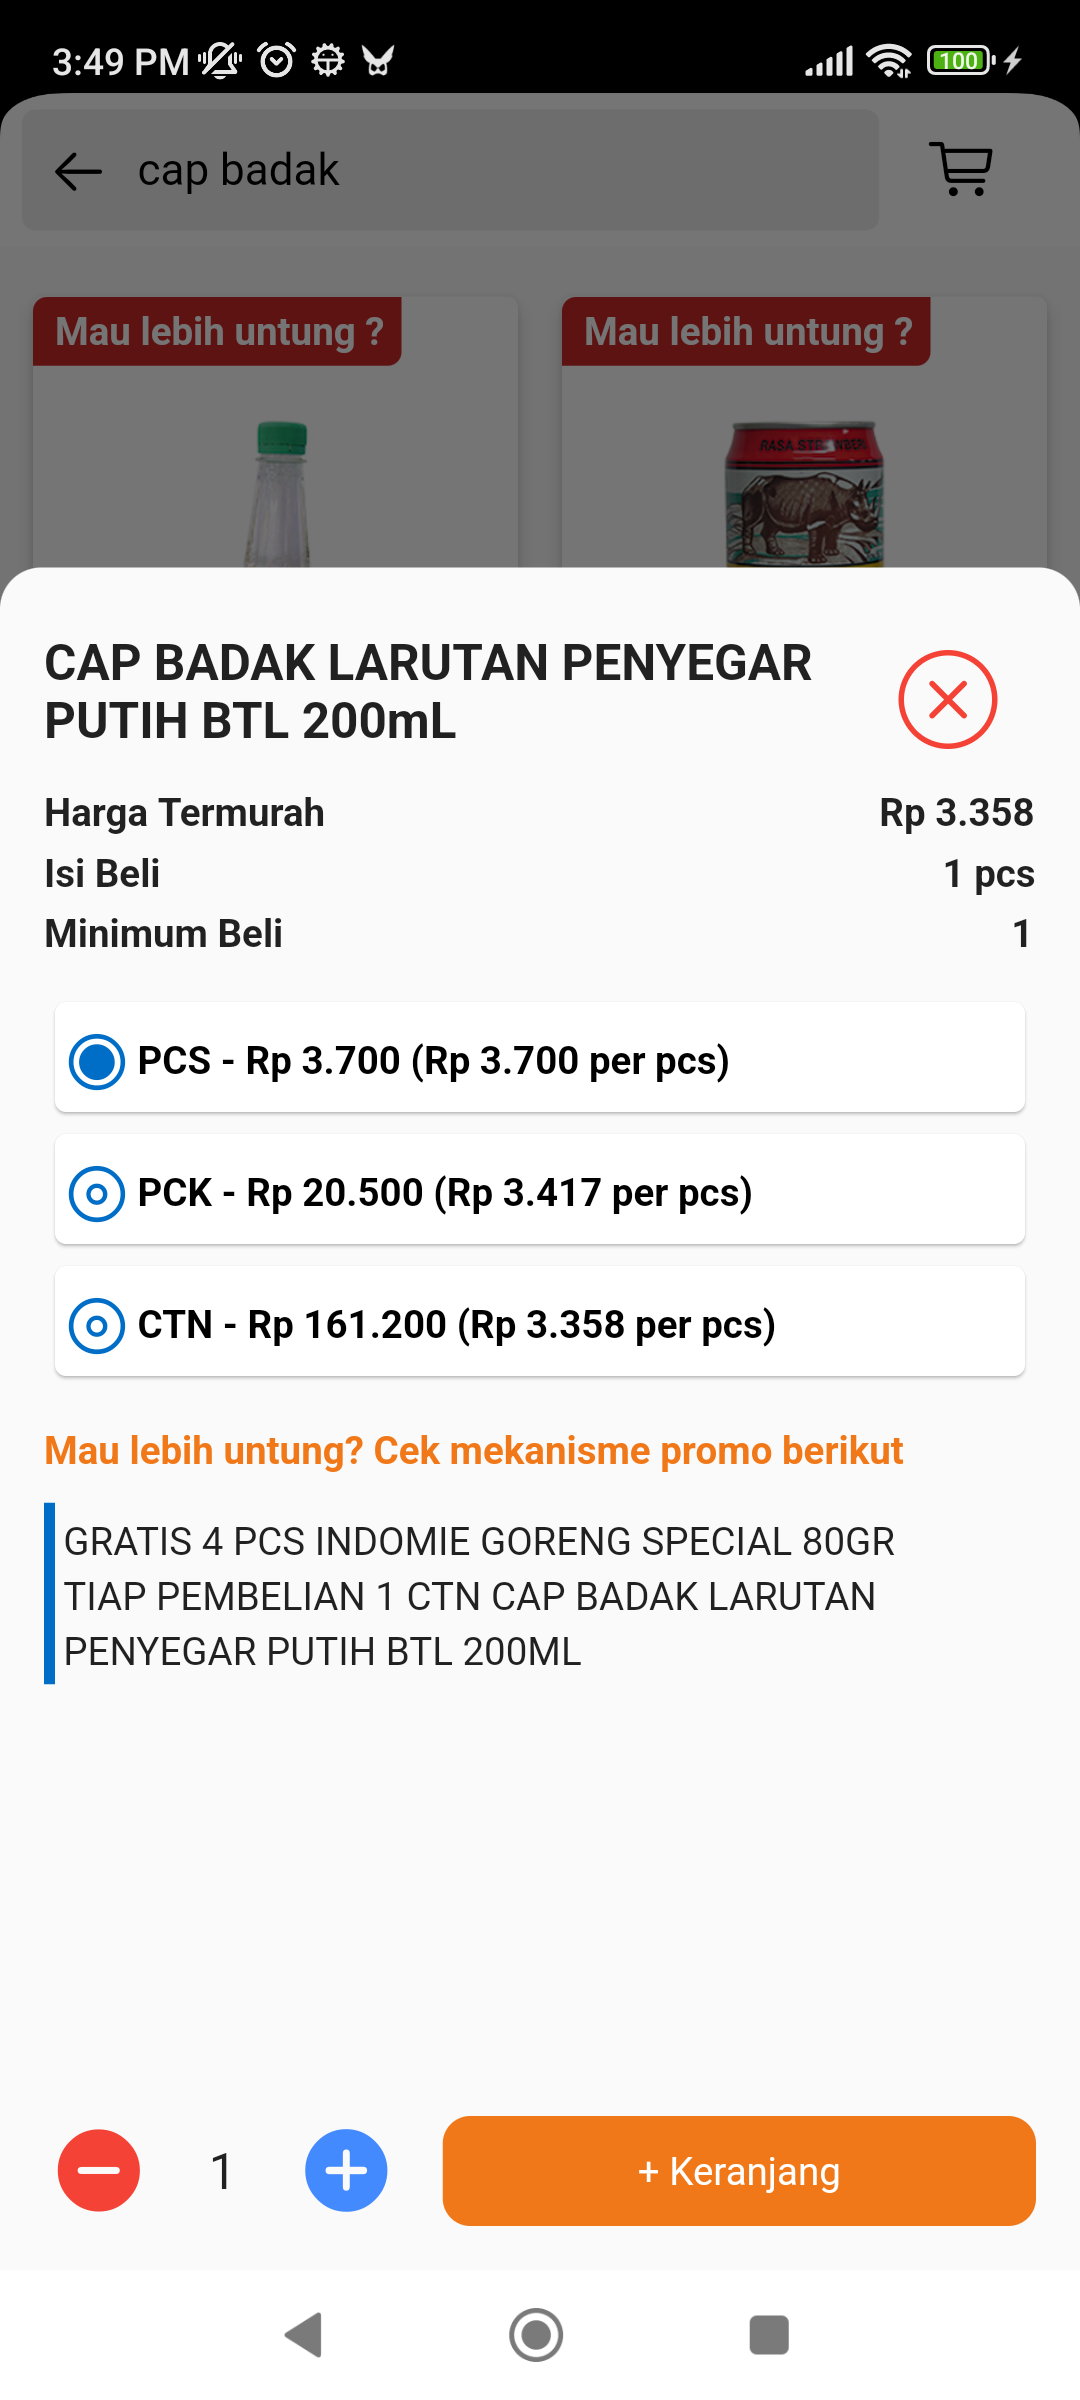 3:49 PM
100
cap badak
Mau lebih untung ?
Mau lebih untung ?
RASA STRAWBERI
CAP BADAK LARUTAN PENYEGAR
PUTIH BTL 200mL
Harga Termurah Rp 3.358
Isi Beli 1 pcs
Minimum Beli 1
PCS - Rp 3.700 (Rp 3.700 per pcs)
PCK - Rp 20.500 (Rp 3.417 per pcs)
CTN - Rp 161.200 (Rp 3.358 per pcs)
Mau lebih untung? Cek mekanisme promo berikut
GRATIS 4 PCS INDOMIE GORENG SPECIAL 80GR
TIAP PEMBELIAN 1 CTN CAP BADAK LARUTAN
PENYEGAR PUTIH BTL 200ML
1
+ Keranjang